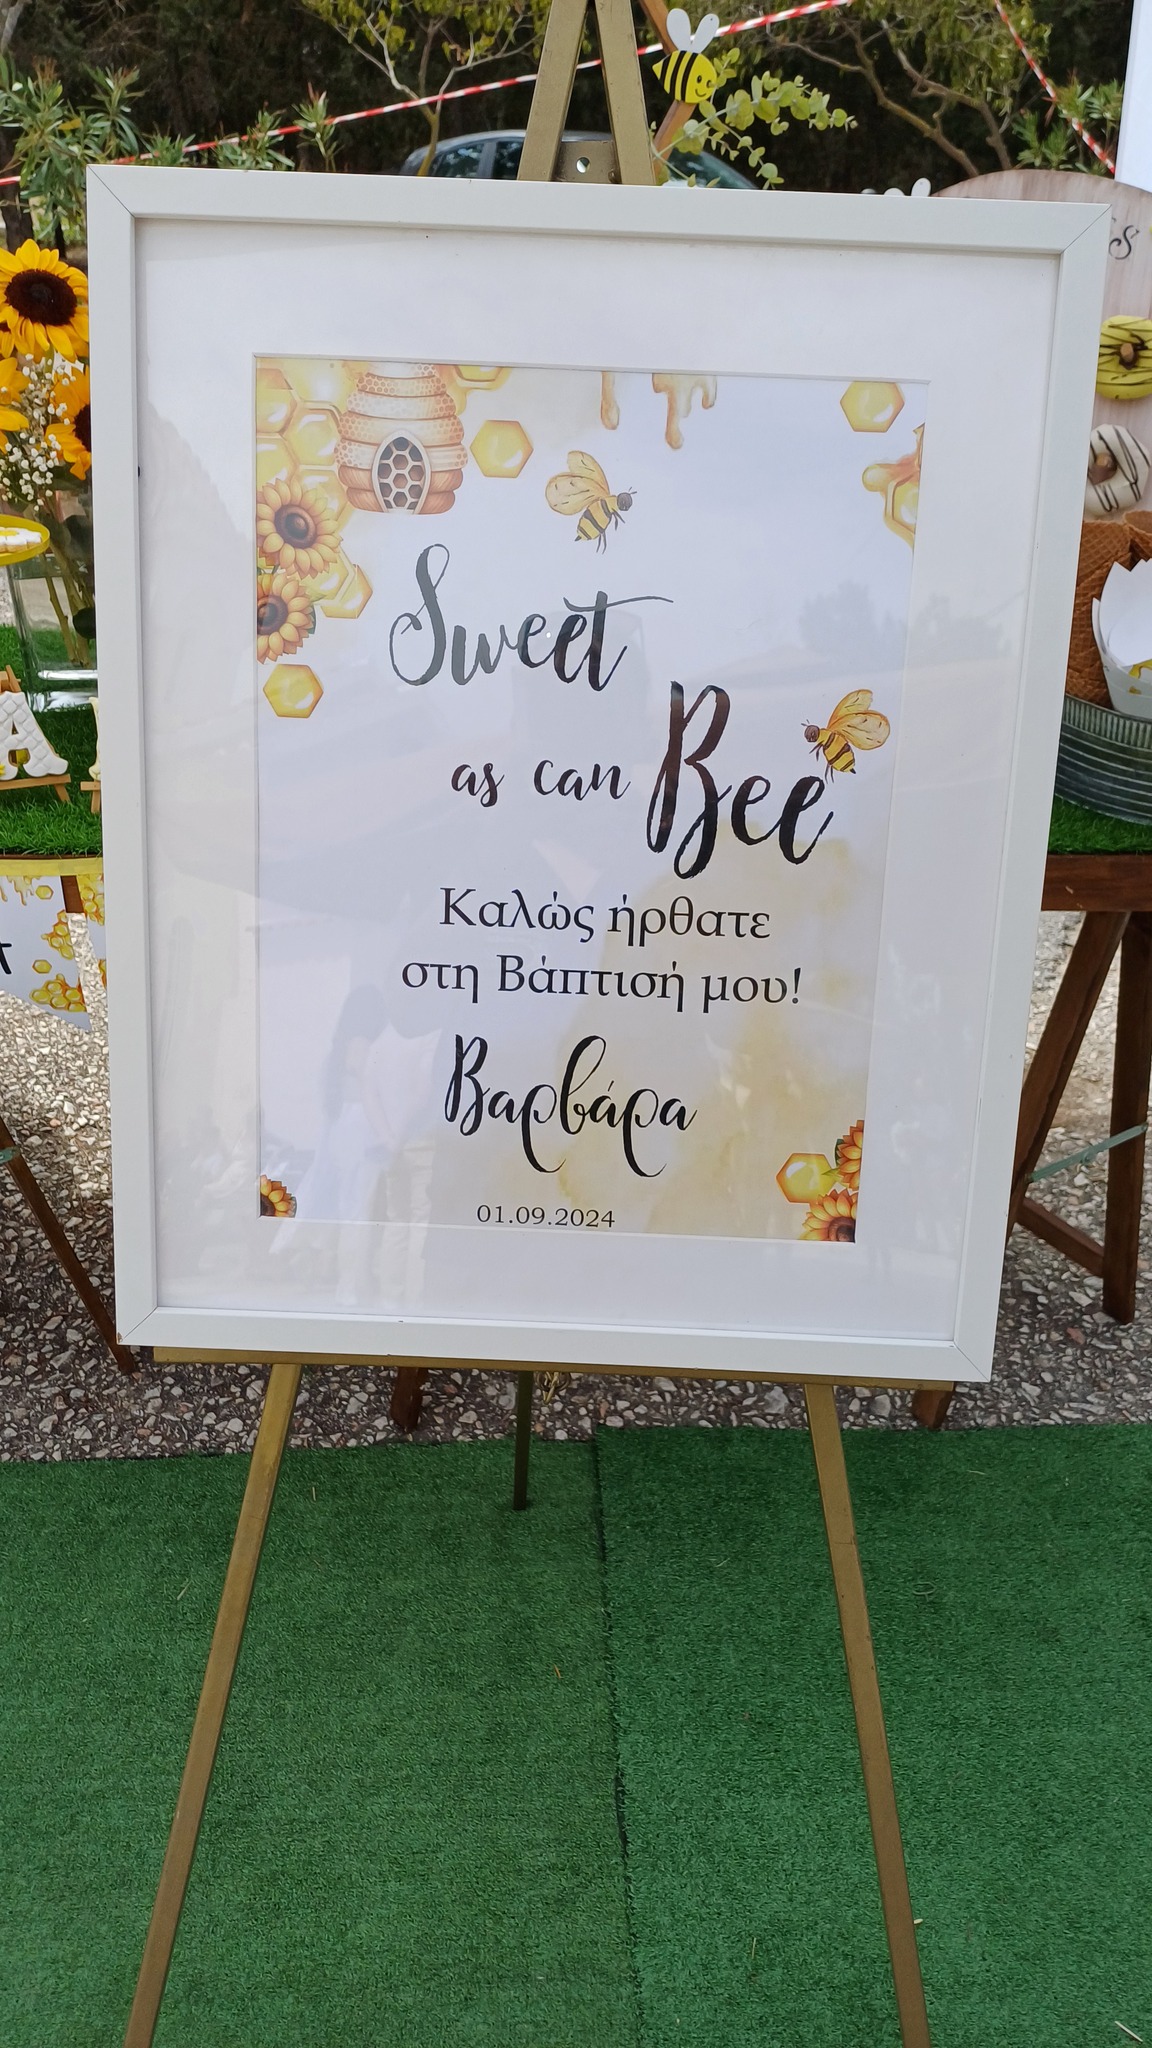 Sweet
as can Bee
Καλώς ήρθατε
στη Βάπτισή μου!
Βαρβάρα
01.09.2024
A